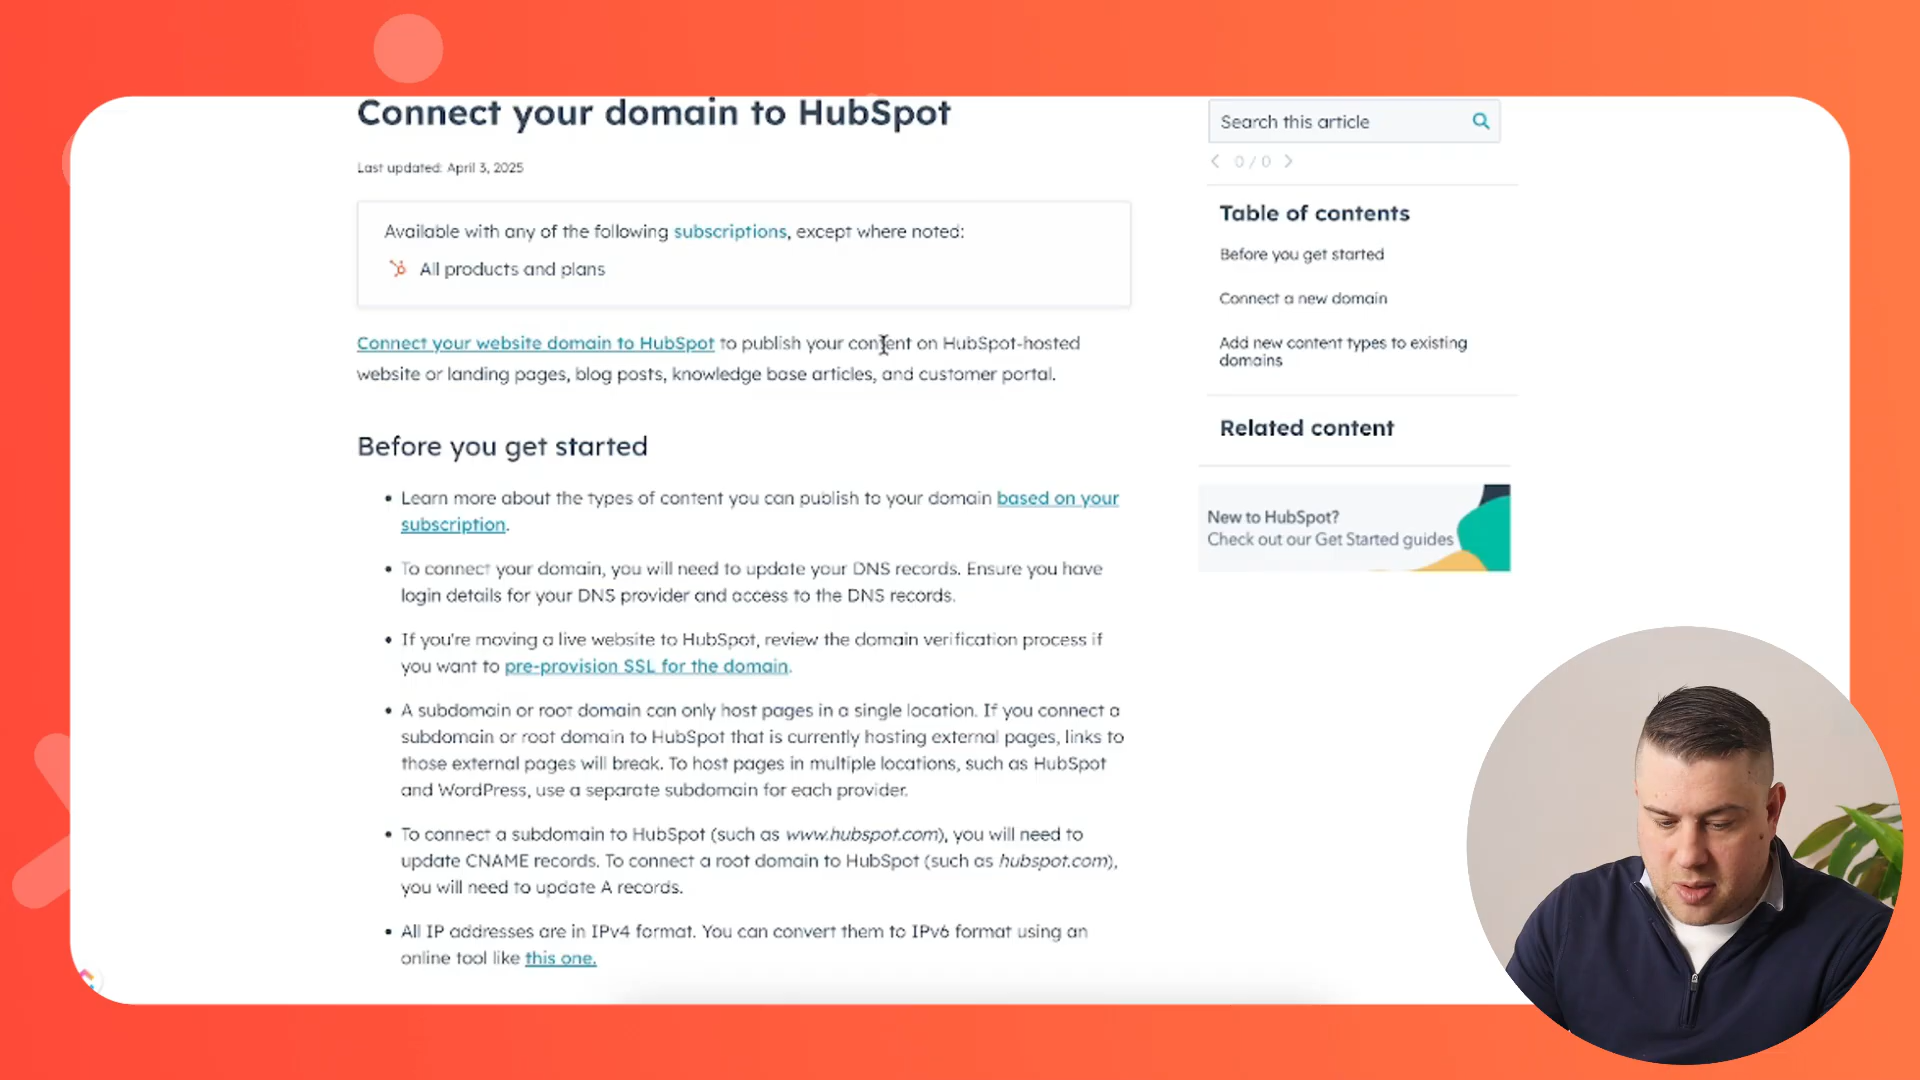 Connect your domain to HubSpot
Last updated: April 3, 2025
Available with any of the following subscriptions, except where noted:
All products and plans
Connect your website domain to HubSpot to publish your content on HubSpot-hosted
website or landing pages, blog posts, knowledge base articles, and customer portal.
Before you get started
• Learn more about the types of content you can publish to your domain based on your
subscription.
• To connect your domain, you will need to update your DNS records. Ensure you have
login details for your DNS provider and access to the DNS records.
• If you're moving a live website to HubSpot, review the domain verification process if
you want to pre-provision SSL for the domain.
• A subdomain or root domain can only host pages in a single location. If you connect a
subdomain or root domain to HubSpot that is currently hosting external pages, links to
those external pages will break. To host pages in multiple locations, such as HubSpot
and WordPress, use a separate subdomain for each provider.
• To connect a subdomain to HubSpot (such as www.hubspot.com), you will need to
update CNAME records. To connect a root domain to HubSpot (such as hubspot.com),
you will need to update A records.
• All IP addresses are in IPv4 format. You can convert them to IPv6 format using an
online tool like this one.
Search this article
0 / 0
Table of contents
Before you get started
Connect a new domain
Add new content types to existing
domains
Related content
New to HubSpot?
Check out our Get Started guides